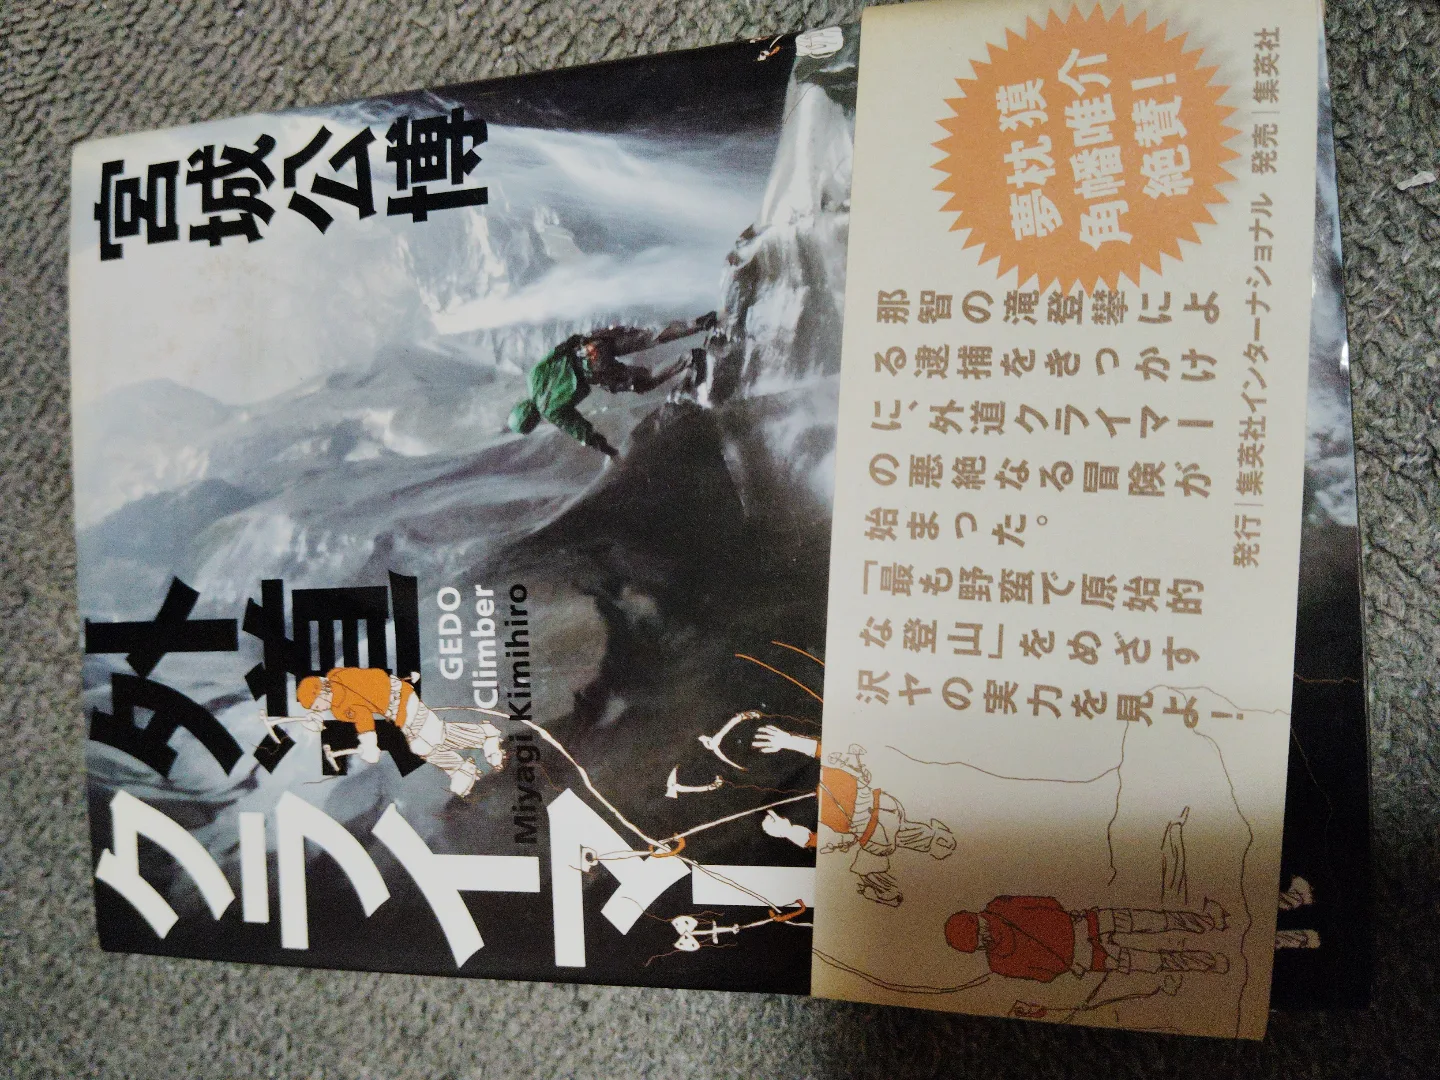 宮城公博
外道
クライマー
GEDO
Climber
Miyagi Kimihiro
夢枕 獏
角幡唯介
絶賛!
那智の滝登攀によ
る逮捕をきっかけ
に、外道クライマー
の悪絶なる冒険が
始まった。
「最も野蛮で原始的
な登山」をめざす
沢ヤの実力を見よ!
発行|集英社インターナショナル 発売|集英社